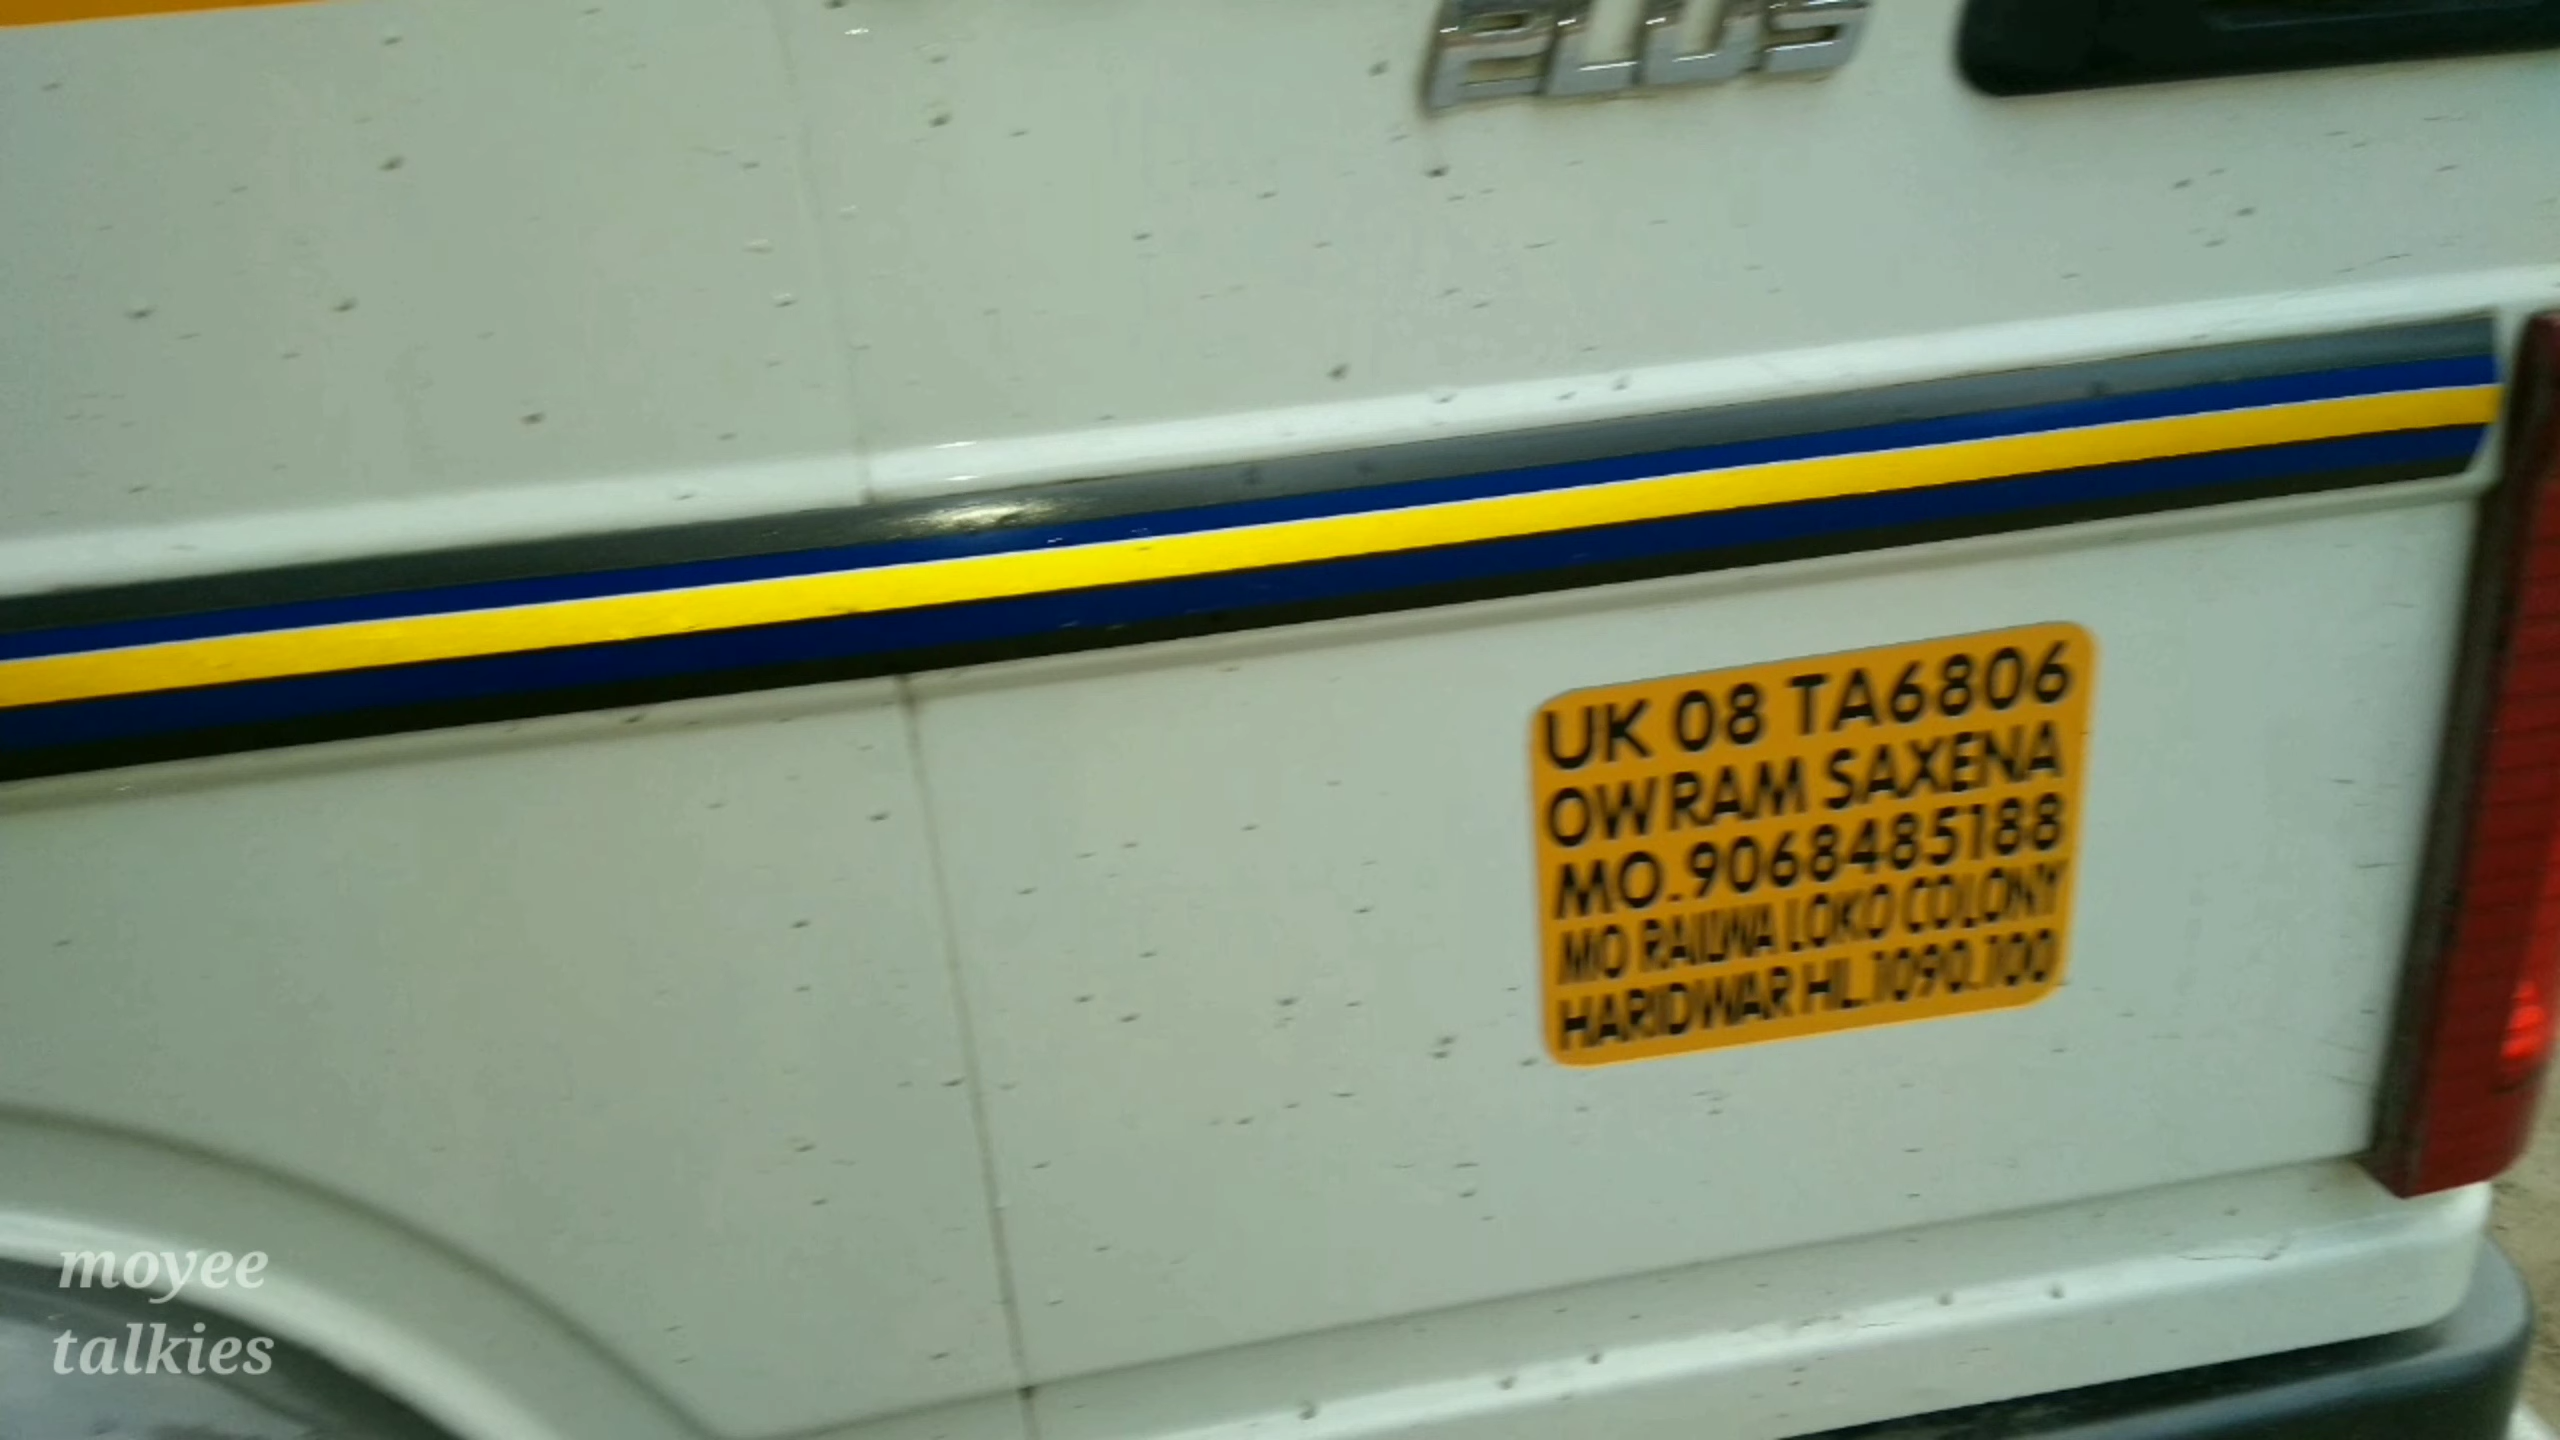 PLUS
UK 08 TA6806
OW RAM SAXENA
MO.9068485188
MO RAILWA LOKO COLONY
HARIDWAR HL.1090.100
moyee
talkies